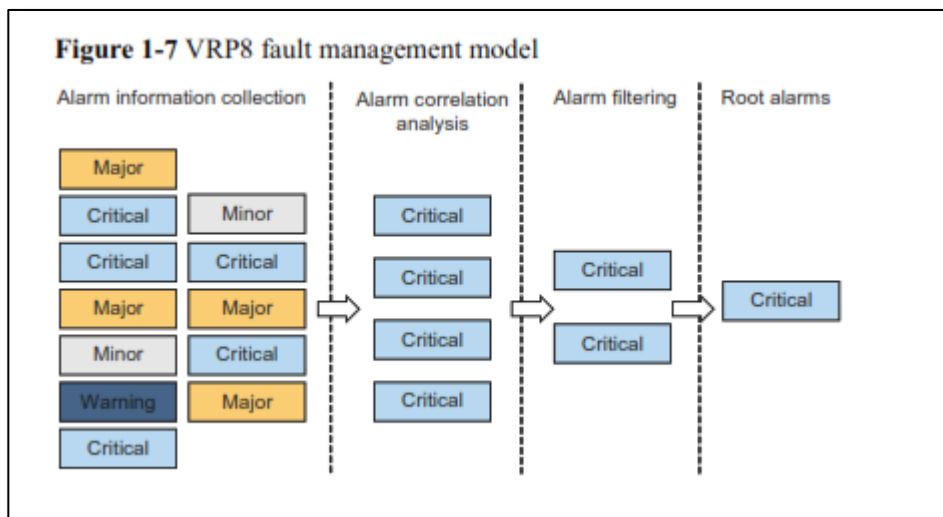 Figure 1-7 VRP8 fault management model
Alarm information collection
Alarm correlation
analysis
Alarm filtering
Root alarms
Major
Critical
Critical
Major
Minor
Warning
Critical
Minor
Critical
Major
Critical
Major
Critical
Critical
Critical
Critical
Critical
Critical
Critical